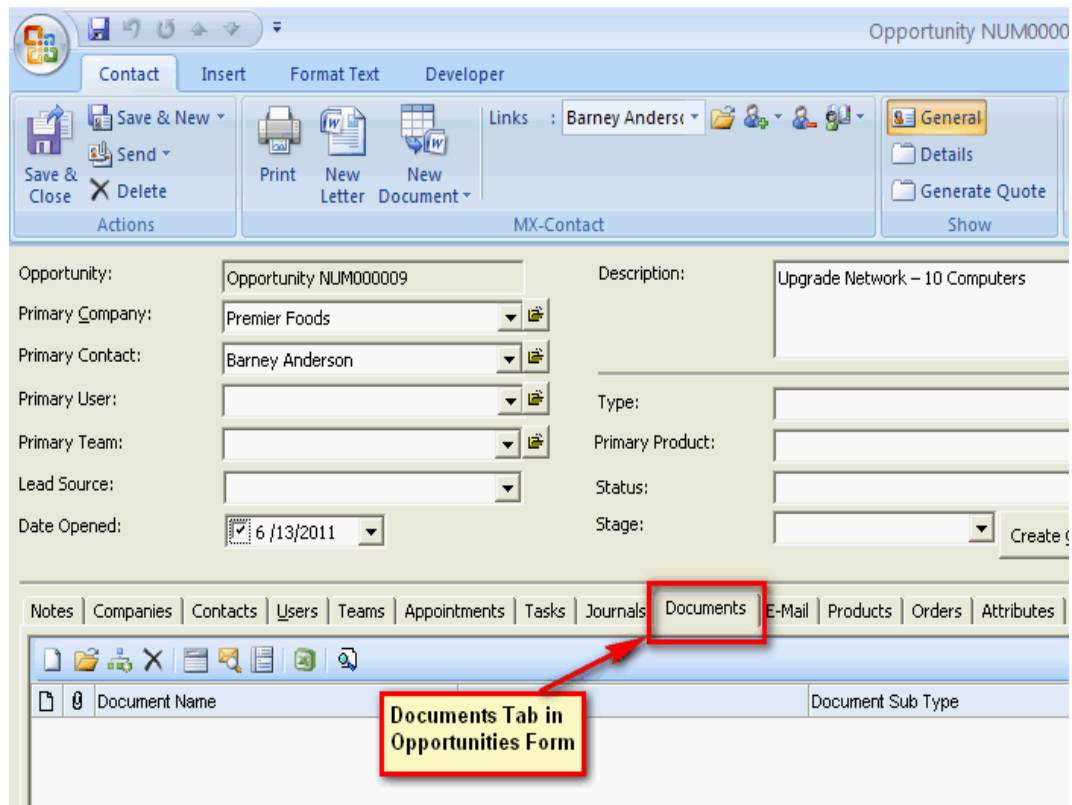 Opportunity NUM0000
Contact Insert Format Text Developer
Save & Close
Save & New
Send
Delete
Actions
Print
New Letter
New Document
Links : Barney Anders
MX-Contact
General
Details
Generate Quote
Show
Opportunity: Opportunity NUM000009
Description: Upgrade Network – 10 Computers
Primary Company: Premier Foods
Primary Contact: Barney Anderson
Primary User:
Type:
Primary Team:
Primary Product:
Lead Source:
Status:
Date Opened: 6 /13/2011
Stage:
Create
Notes Companies Contacts Users Teams Appointments Tasks Journals Documents E-Mail Products Orders Attributes
Document Name
Document Sub Type
Documents Tab in
Opportunities Form